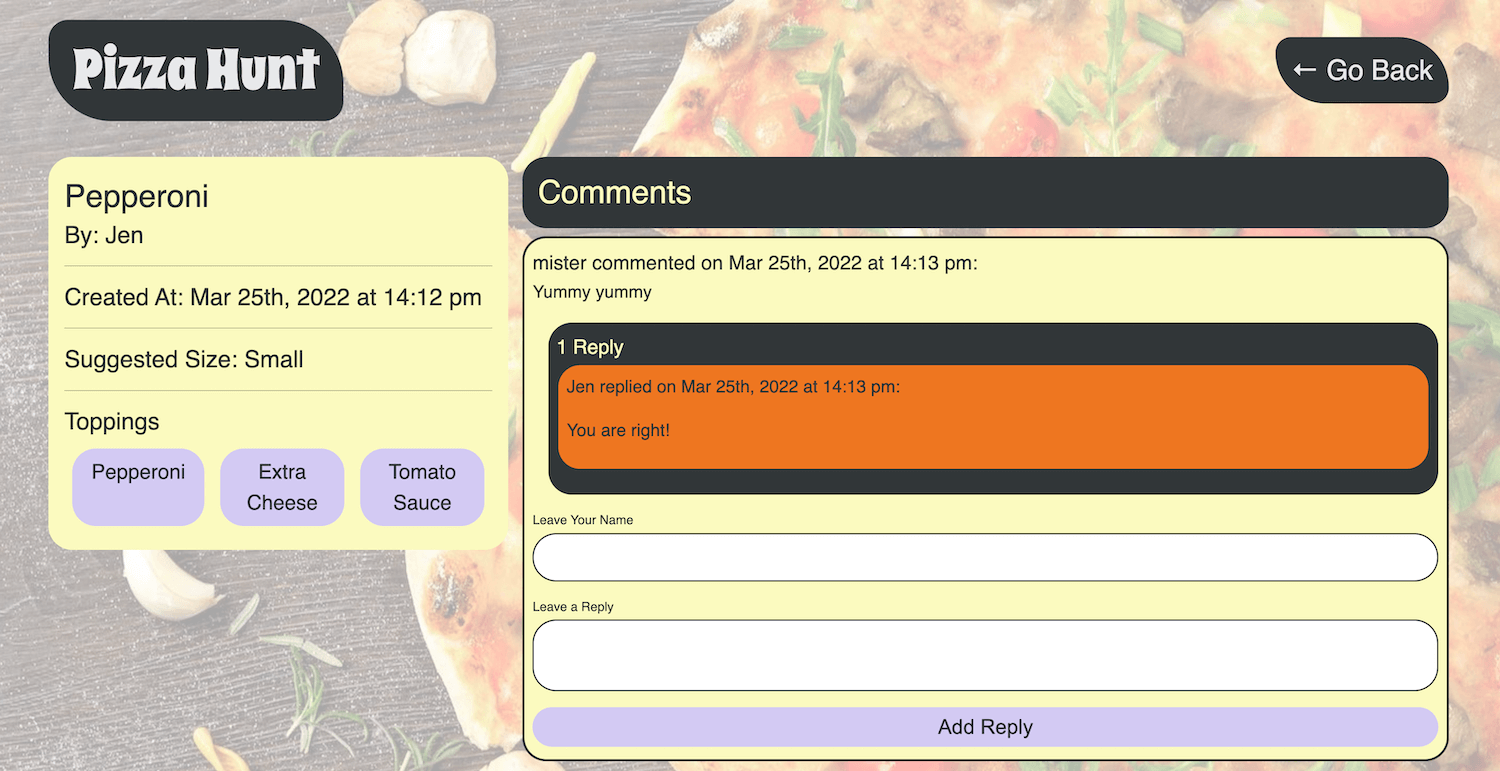 Pizza Hunt
← Go Back
Pepperoni
By: Jen
Created At: Mar 25th, 2022 at 14:12 pm
Suggested Size: Small
Toppings
Pepperoni
Extra
Cheese
Tomato
Sauce
Comments
mister commented on Mar 25th, 2022 at 14:13 pm:
Yummy yummy
1 Reply
Jen replied on Mar 25th, 2022 at 14:13 pm:
You are right!
Leave Your Name
Leave a Reply
Add Reply